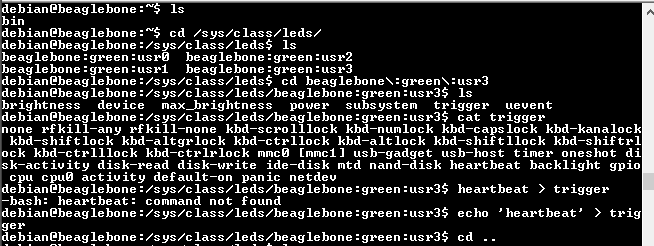 debian@beaglebone:~$ ls
bin
debian@beaglebone:~$ cd /sys/class/leds/
debian@beaglebone:/sys/class/leds$ ls
beaglebone:green:usr0  beaglebone:green:usr2
beaglebone:green:usr1  beaglebone:green:usr3
debian@beaglebone:/sys/class/leds$ cd beaglebone\:green\:usr3
debian@beaglebone:/sys/class/leds/beaglebone:green:usr3$ ls
brightness  device  max_brightness  power  subsystem  trigger  uevent
debian@beaglebone:/sys/class/leds/beaglebone:green:usr3$ cat trigger
none rfkill-any rfkill-none kbd-scrolllock kbd-numlock kbd-capslock kbd-kanalock
 kbd-shiftlock kbd-altgrlock kbd-ctrllock kbd-altlock kbd-shiftllock kbd-shiftrl
ock kbd-ctrlllock kbd-ctrlrlock mmc0 [mmc1] usb-gadget usb-host timer oneshot di
sk-activity disk-read disk-write ide-disk mtd nand-disk heartbeat backlight gpio
 cpu cpu0 activity default-on panic netdev
debian@beaglebone:/sys/class/leds/beaglebone:green:usr3$ heartbeat > trigger
-bash: heartbeat: command not found
debian@beaglebone:/sys/class/leds/beaglebone:green:usr3$ echo 'heartbeat' > trig
ger
debian@beaglebone:/sys/class/leds/beaglebone:green:usr3$ cd ..